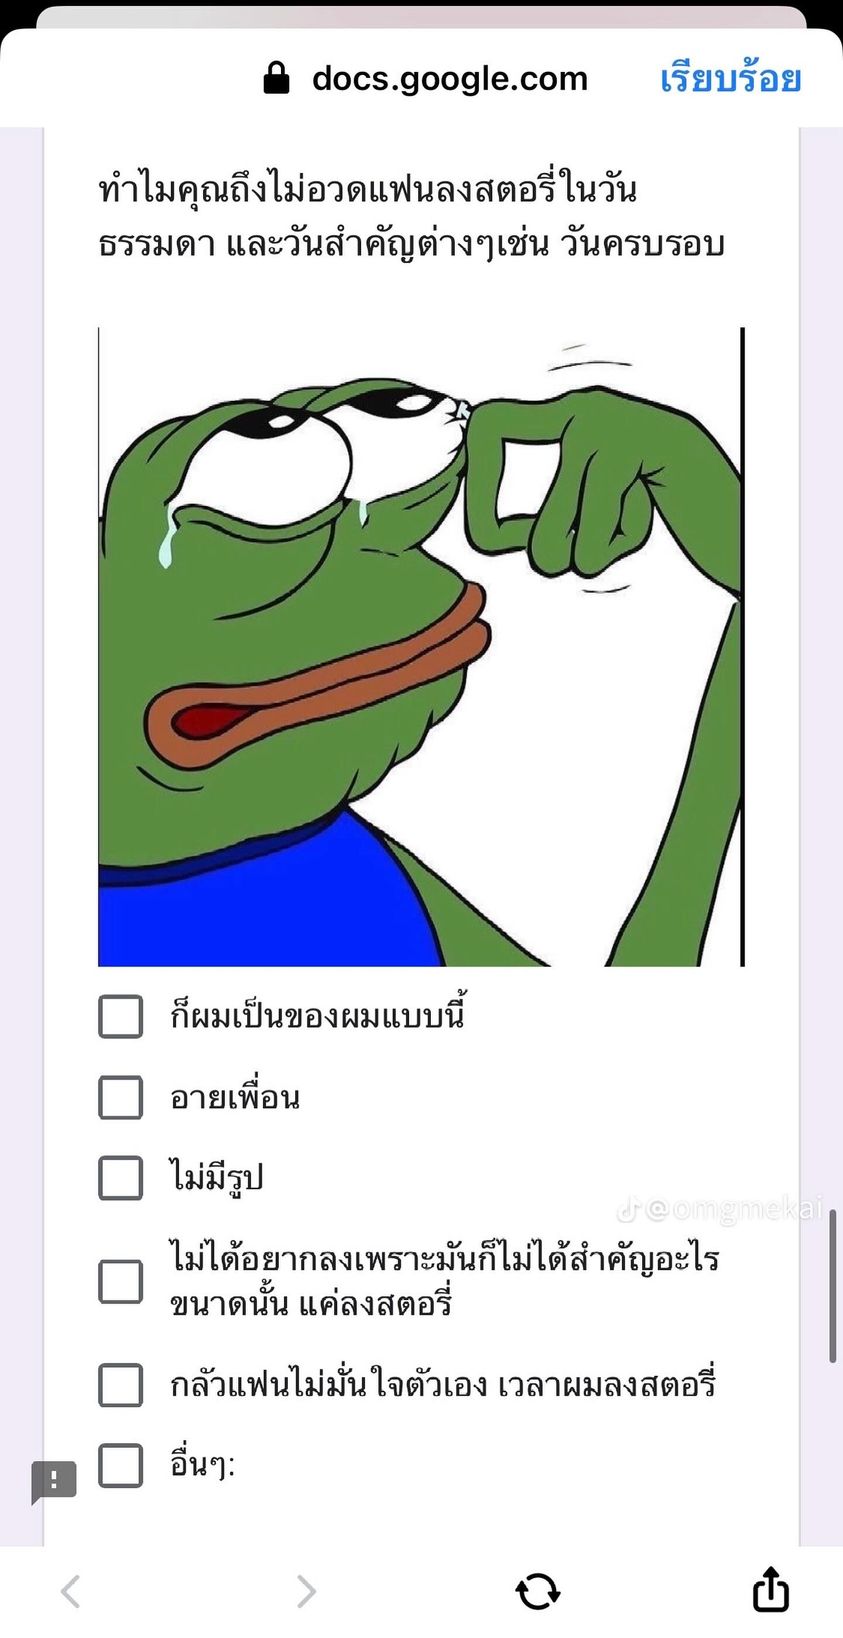 docs.google.com
เรียบร้อย
ทำไมคุณถึงไม่อวดแฟนลงสตอรี่ในวัน
ธรรมดา และวันสำคัญต่างๆเช่น วันครบรอบ
ก็ผมเป็นของผมแบบนี้
อายเพื่อน
ไม่มีรูป
@omgmekai
ไม่ได้อยากลงเพราะมันก็ไม่ได้สำคัญอะไร
ขนาดนั้น แค่ลงสตอรี่
กลัวแฟนไม่มั่นใจตัวเอง เวลาผมลงสตอรี่
อื่นๆ: